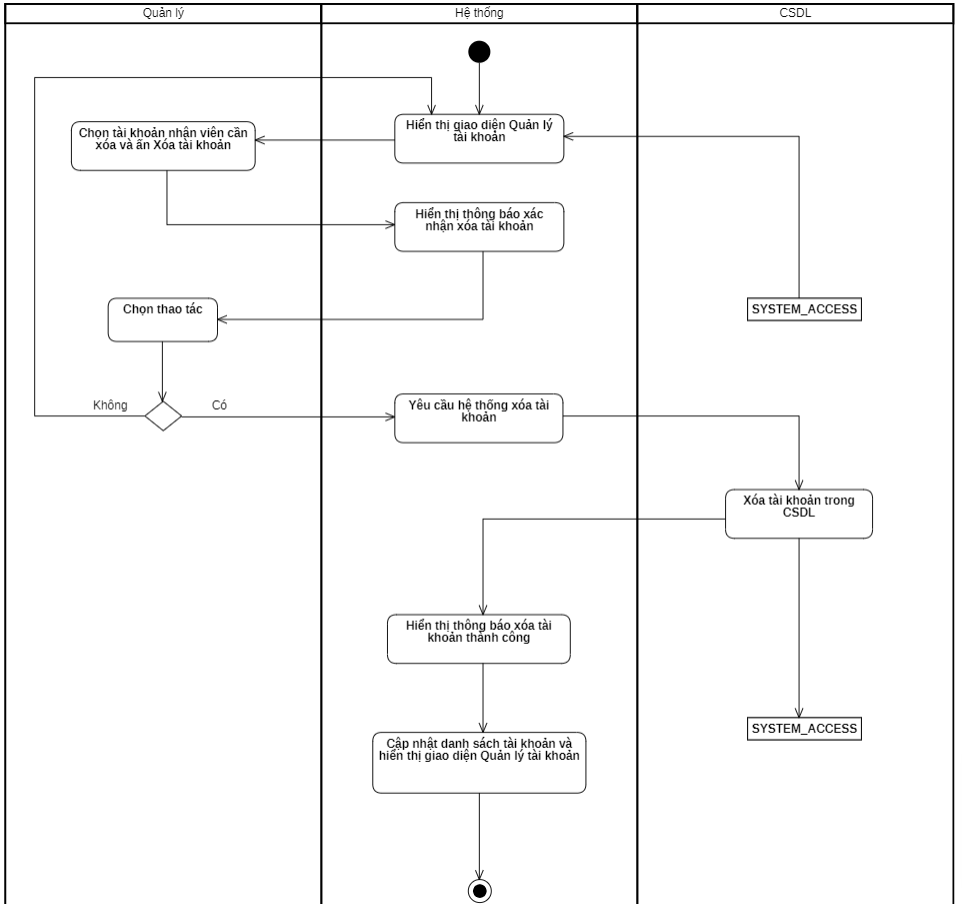 Quản lý
Hệ thống
CSDL
Hiển thị giao diện Quản lý
tài khoản
Chọn tài khoản nhân viên cần
xóa và ấn Xóa tài khoản
Hiển thị thông báo xác
nhận xóa tài khoản
Chọn thao tác
SYSTEM_ACCESS
Không
Có
Yêu cầu hệ thống xóa tài
khoản
Xóa tài khoản trong
CSDL
Hiển thị thông báo xóa tài
khoản thành công
SYSTEM_ACCESS
Cập nhật danh sách tài khoản và
hiển thị giao diện Quản lý tài khoản